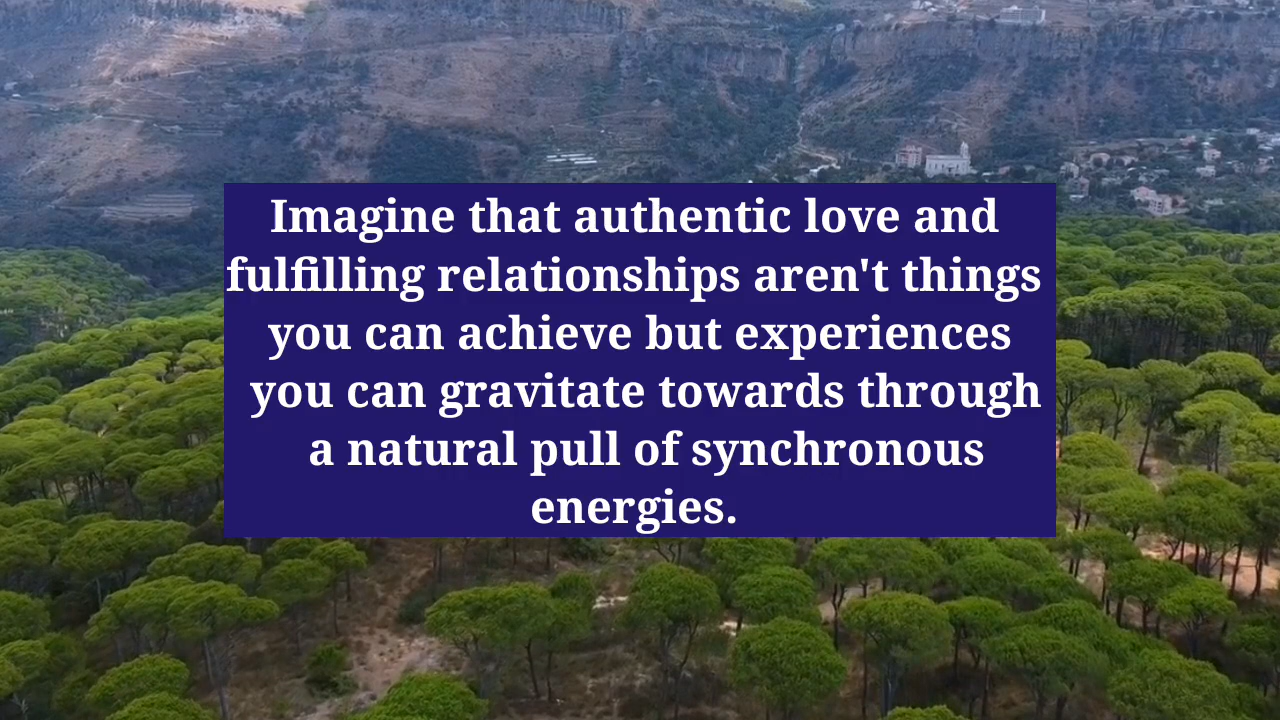 Imagine that authentic love and
fulfilling relationships aren't things
you can achieve but experiences
you can gravitate towards through
a natural pull of synchronous
energies.